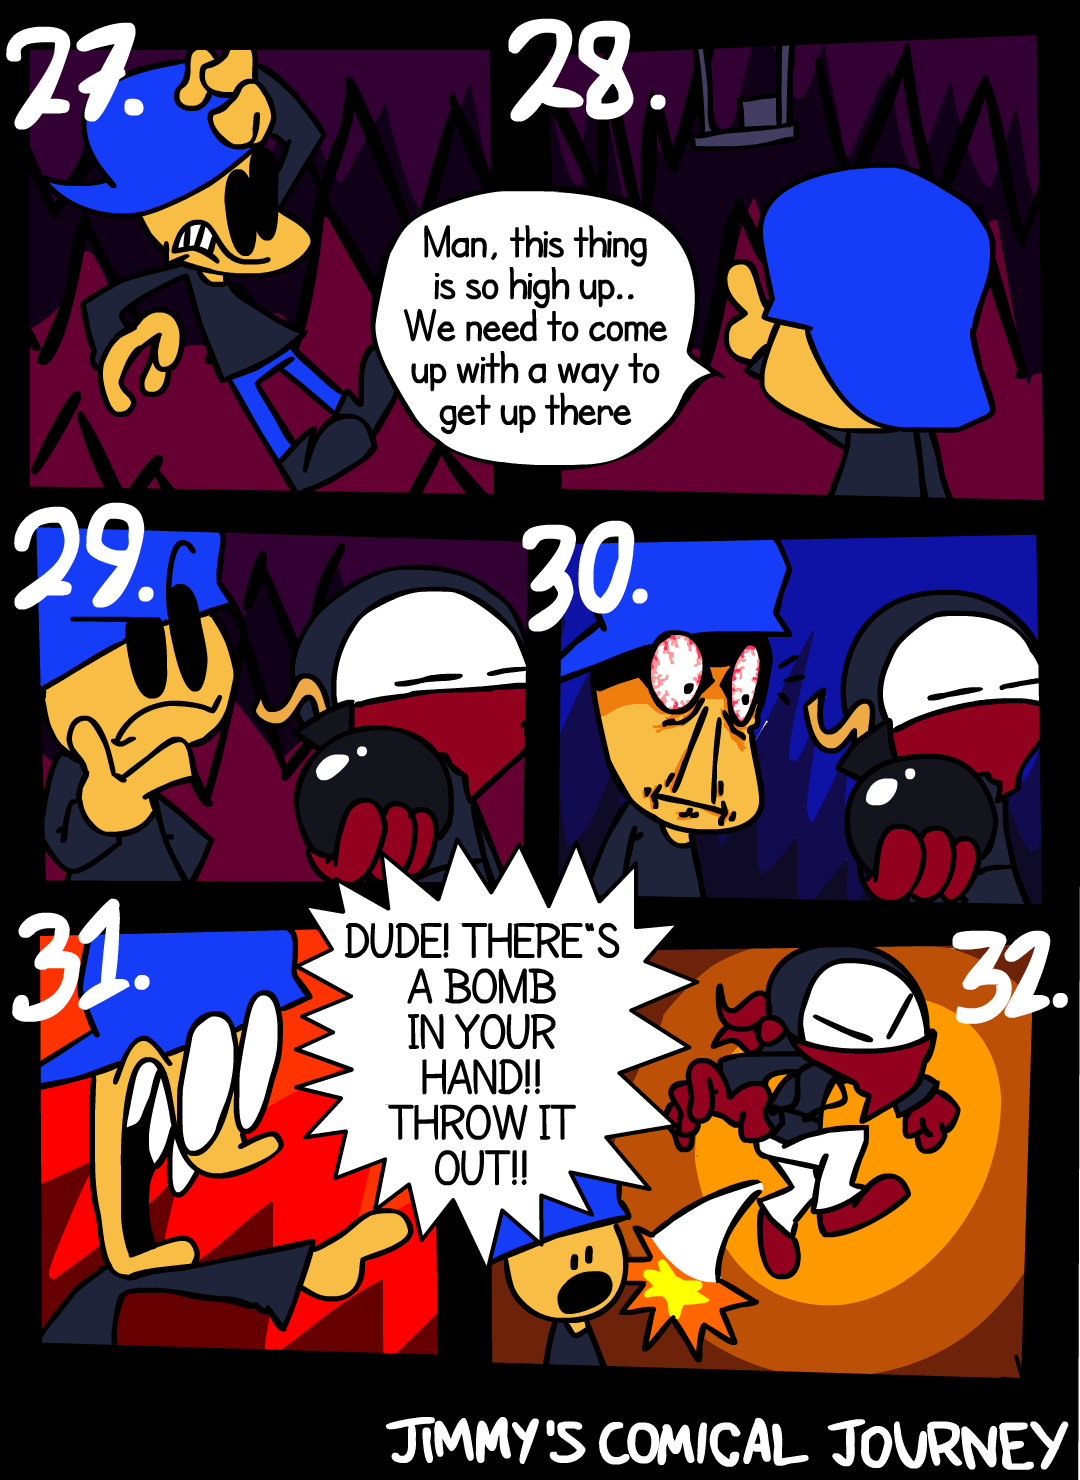 27.
28.
Man, this thing
is so high up..
We need to come
up with a way to
get up there
29.
30.
31.
DUDE! THERE"S
A BOMB
IN YOUR
HAND!!
THROW IT
OUT!!
32.
JIMMY'S COMICAL JOURNEY